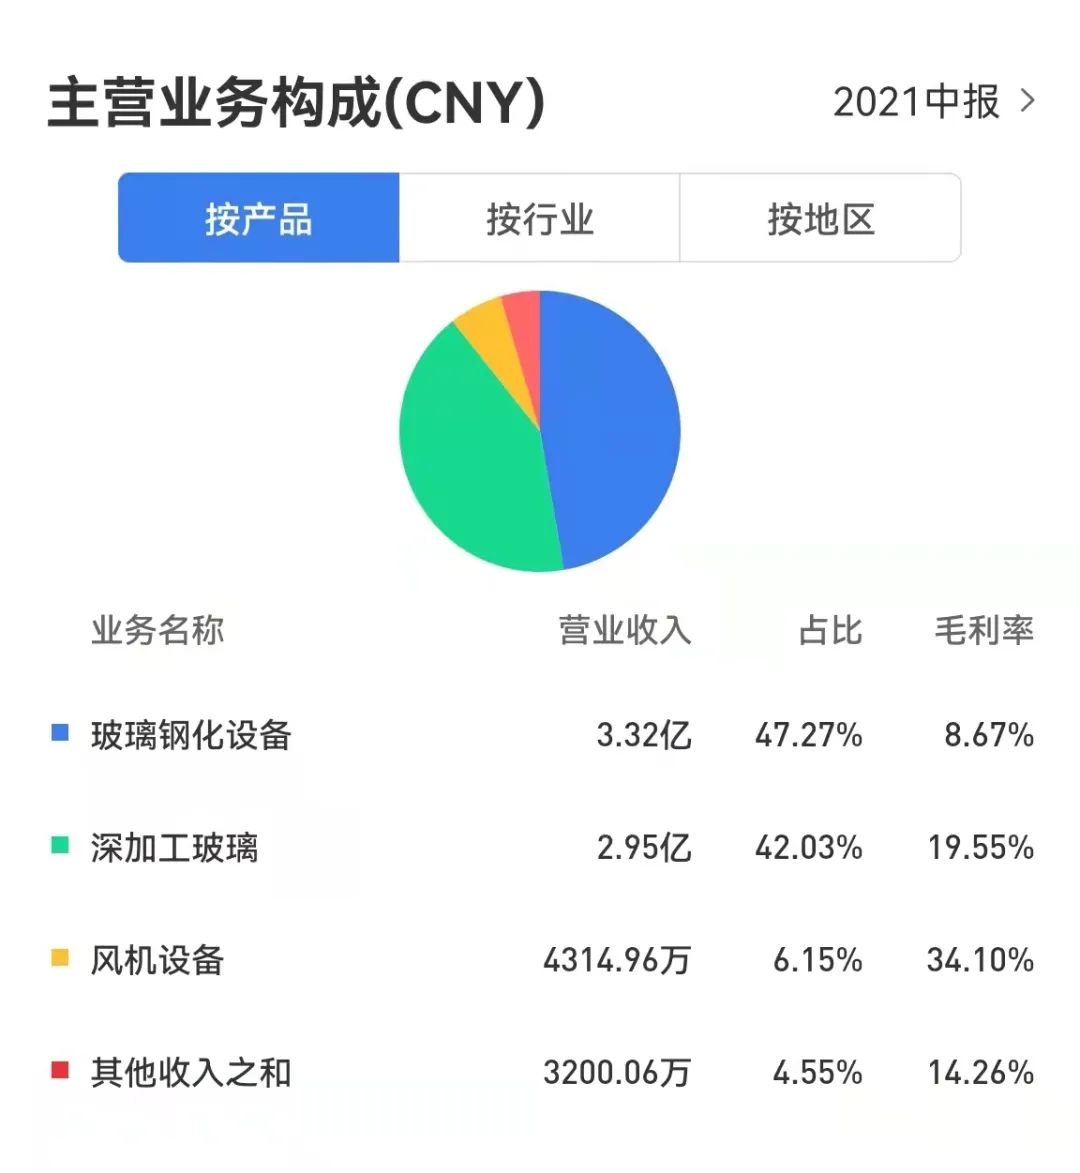 主营业务构成(CNY) 2021中报 >
按产品 按行业 按地区
业务名称 营业收入 占比 毛利率
玻璃钢化设备 3.32亿 47.27% 8.67%
深加工玻璃 2.95亿 42.03% 19.55%
风机设备 4314.96万 6.15% 34.10%
其他收入之和 3200.06万 4.55% 14.26%